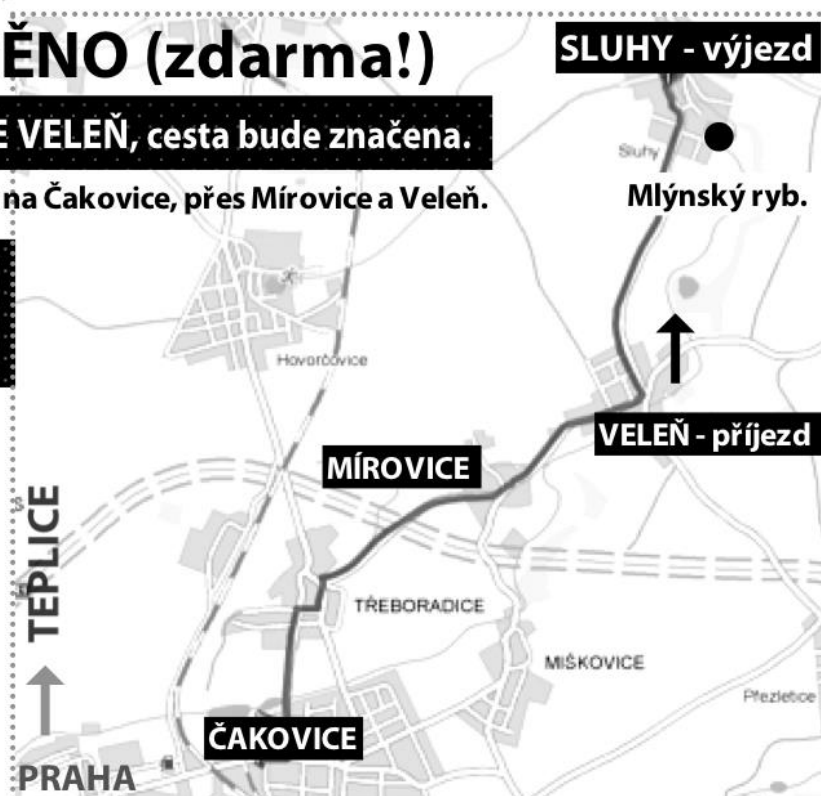 ĚNO (zdarma!)
SLUHY - výjezd
E VELEŇ, cesta bude značena.
Sluhy
na Čakovice, přes Mírovice a Veleň.
Mlýnský ryb.
Hovorčovice
VELEŇ - příjezd
MÍROVICE
TEPLICE
TŘEBORADICE
MIŠKOVICE
Přezletice
ČAKOVICE
PRAHA